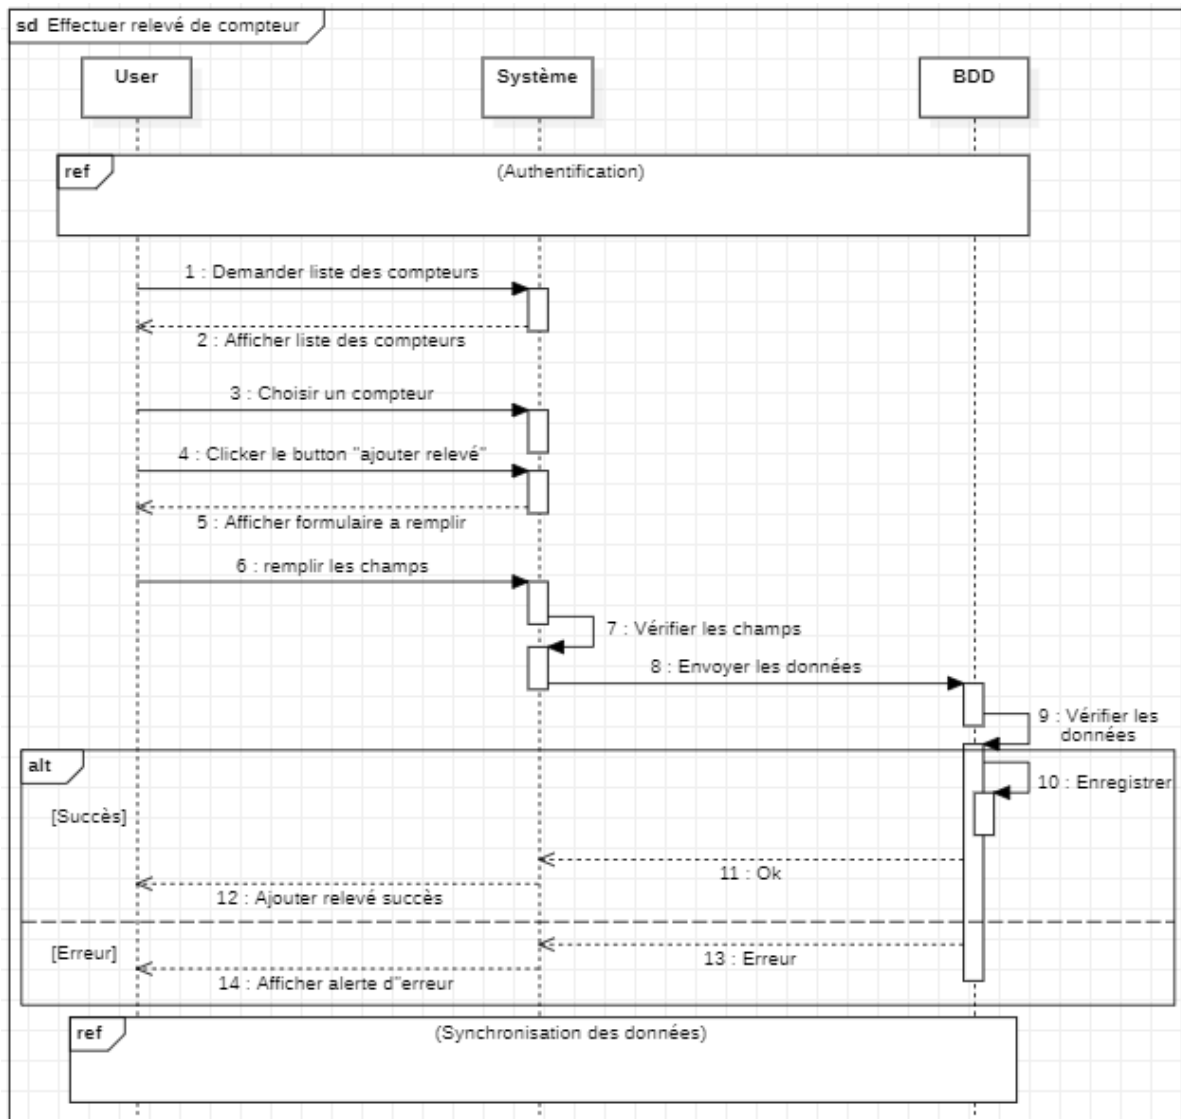 sd Effectuer relevé de compteur
User
Système
BDD
ref
(Authentification)
1 : Demander liste des compteurs
2 : Afficher liste des compteurs
3 : Choisir un compteur
4 : Clicker le button "ajouter relevé"
5 : Afficher formulaire a remplir
6 : remplir les champs
7 : Vérifier les champs
8 : Envoyer les données
9 : Vérifier les
données
alt
10 : Enregistrer
[Succès]
11 : Ok
12 : Ajouter relevé succès
[Erreur]
13 : Erreur
14 : Afficher alerte d"erreur
ref
(Synchronisation des données)